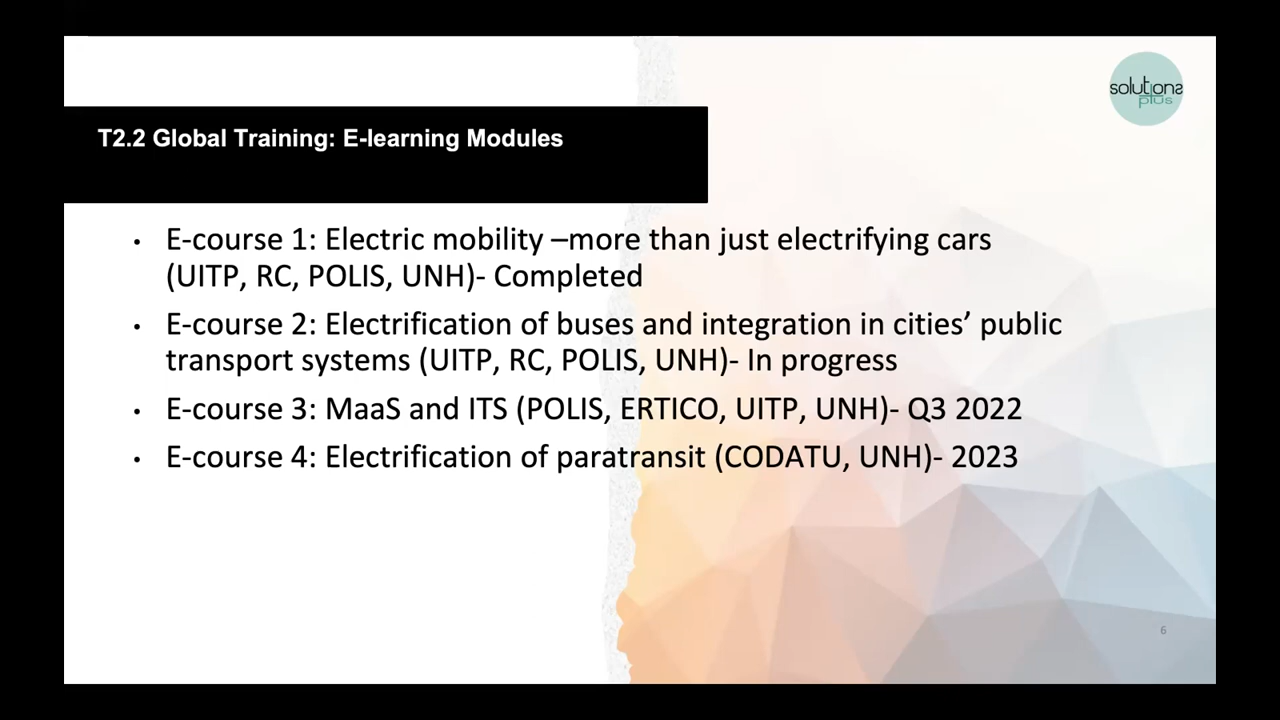 solutions
plus
T2.2 Global Training: E-learning Modules
• E-course 1: Electric mobility –more than just electrifying cars
(UITP, RC, POLIS, UNH)- Completed
• E-course 2: Electrification of buses and integration in cities’ public
transport systems (UITP, RC, POLIS, UNH)- In progress
• E-course 3: MaaS and ITS (POLIS, ERTICO, UITP, UNH)- Q3 2022
• E-course 4: Electrification of paratransit (CODATU, UNH)- 2023
6